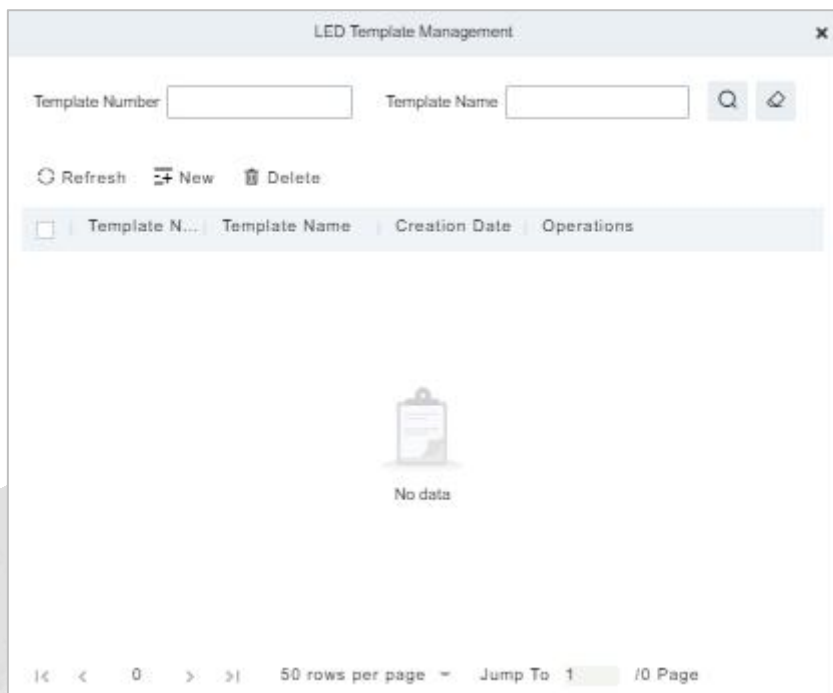 LED Template Management
Template Number Template Name
Refresh New Delete
Template N... Template Name Creation Date Operations
No data
0 50 rows per page Jump To 1 /0 Page